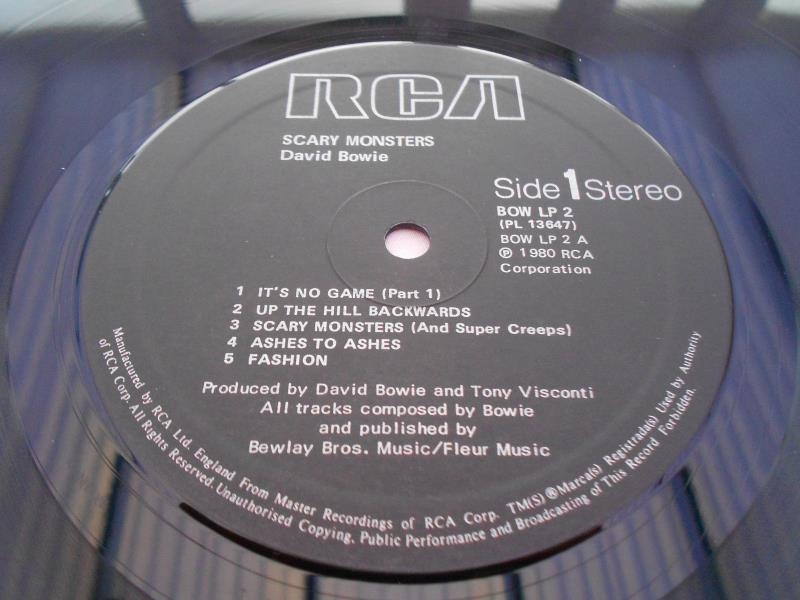 RCA
SCARY MONSTERS
David Bowie
Side 1 Stereo
BOW LP 2
(PL 13647)
BOW LP 2 A
℗ 1980 RCA
Corporation
1 IT'S NO GAME (Part 1)
2 UP THE HILL BACKWARDS
3 SCARY MONSTERS (And Super Creeps)
4 ASHES TO ASHES
5 FASHION
Produced by David Bowie and Tony Visconti
All tracks composed by Bowie
and published by
Bewlay Bros. Music/Fleur Music
Manufactured by RCA Ltd. England From Master Recordings of RCA Corp. TM(S) ® Marca(s) Registrada(s) Used by Authority
of RCA Corp. All Rights Reserved. Unauthorised Copying, Public Performance and Broadcasting of This Record Forbidden.